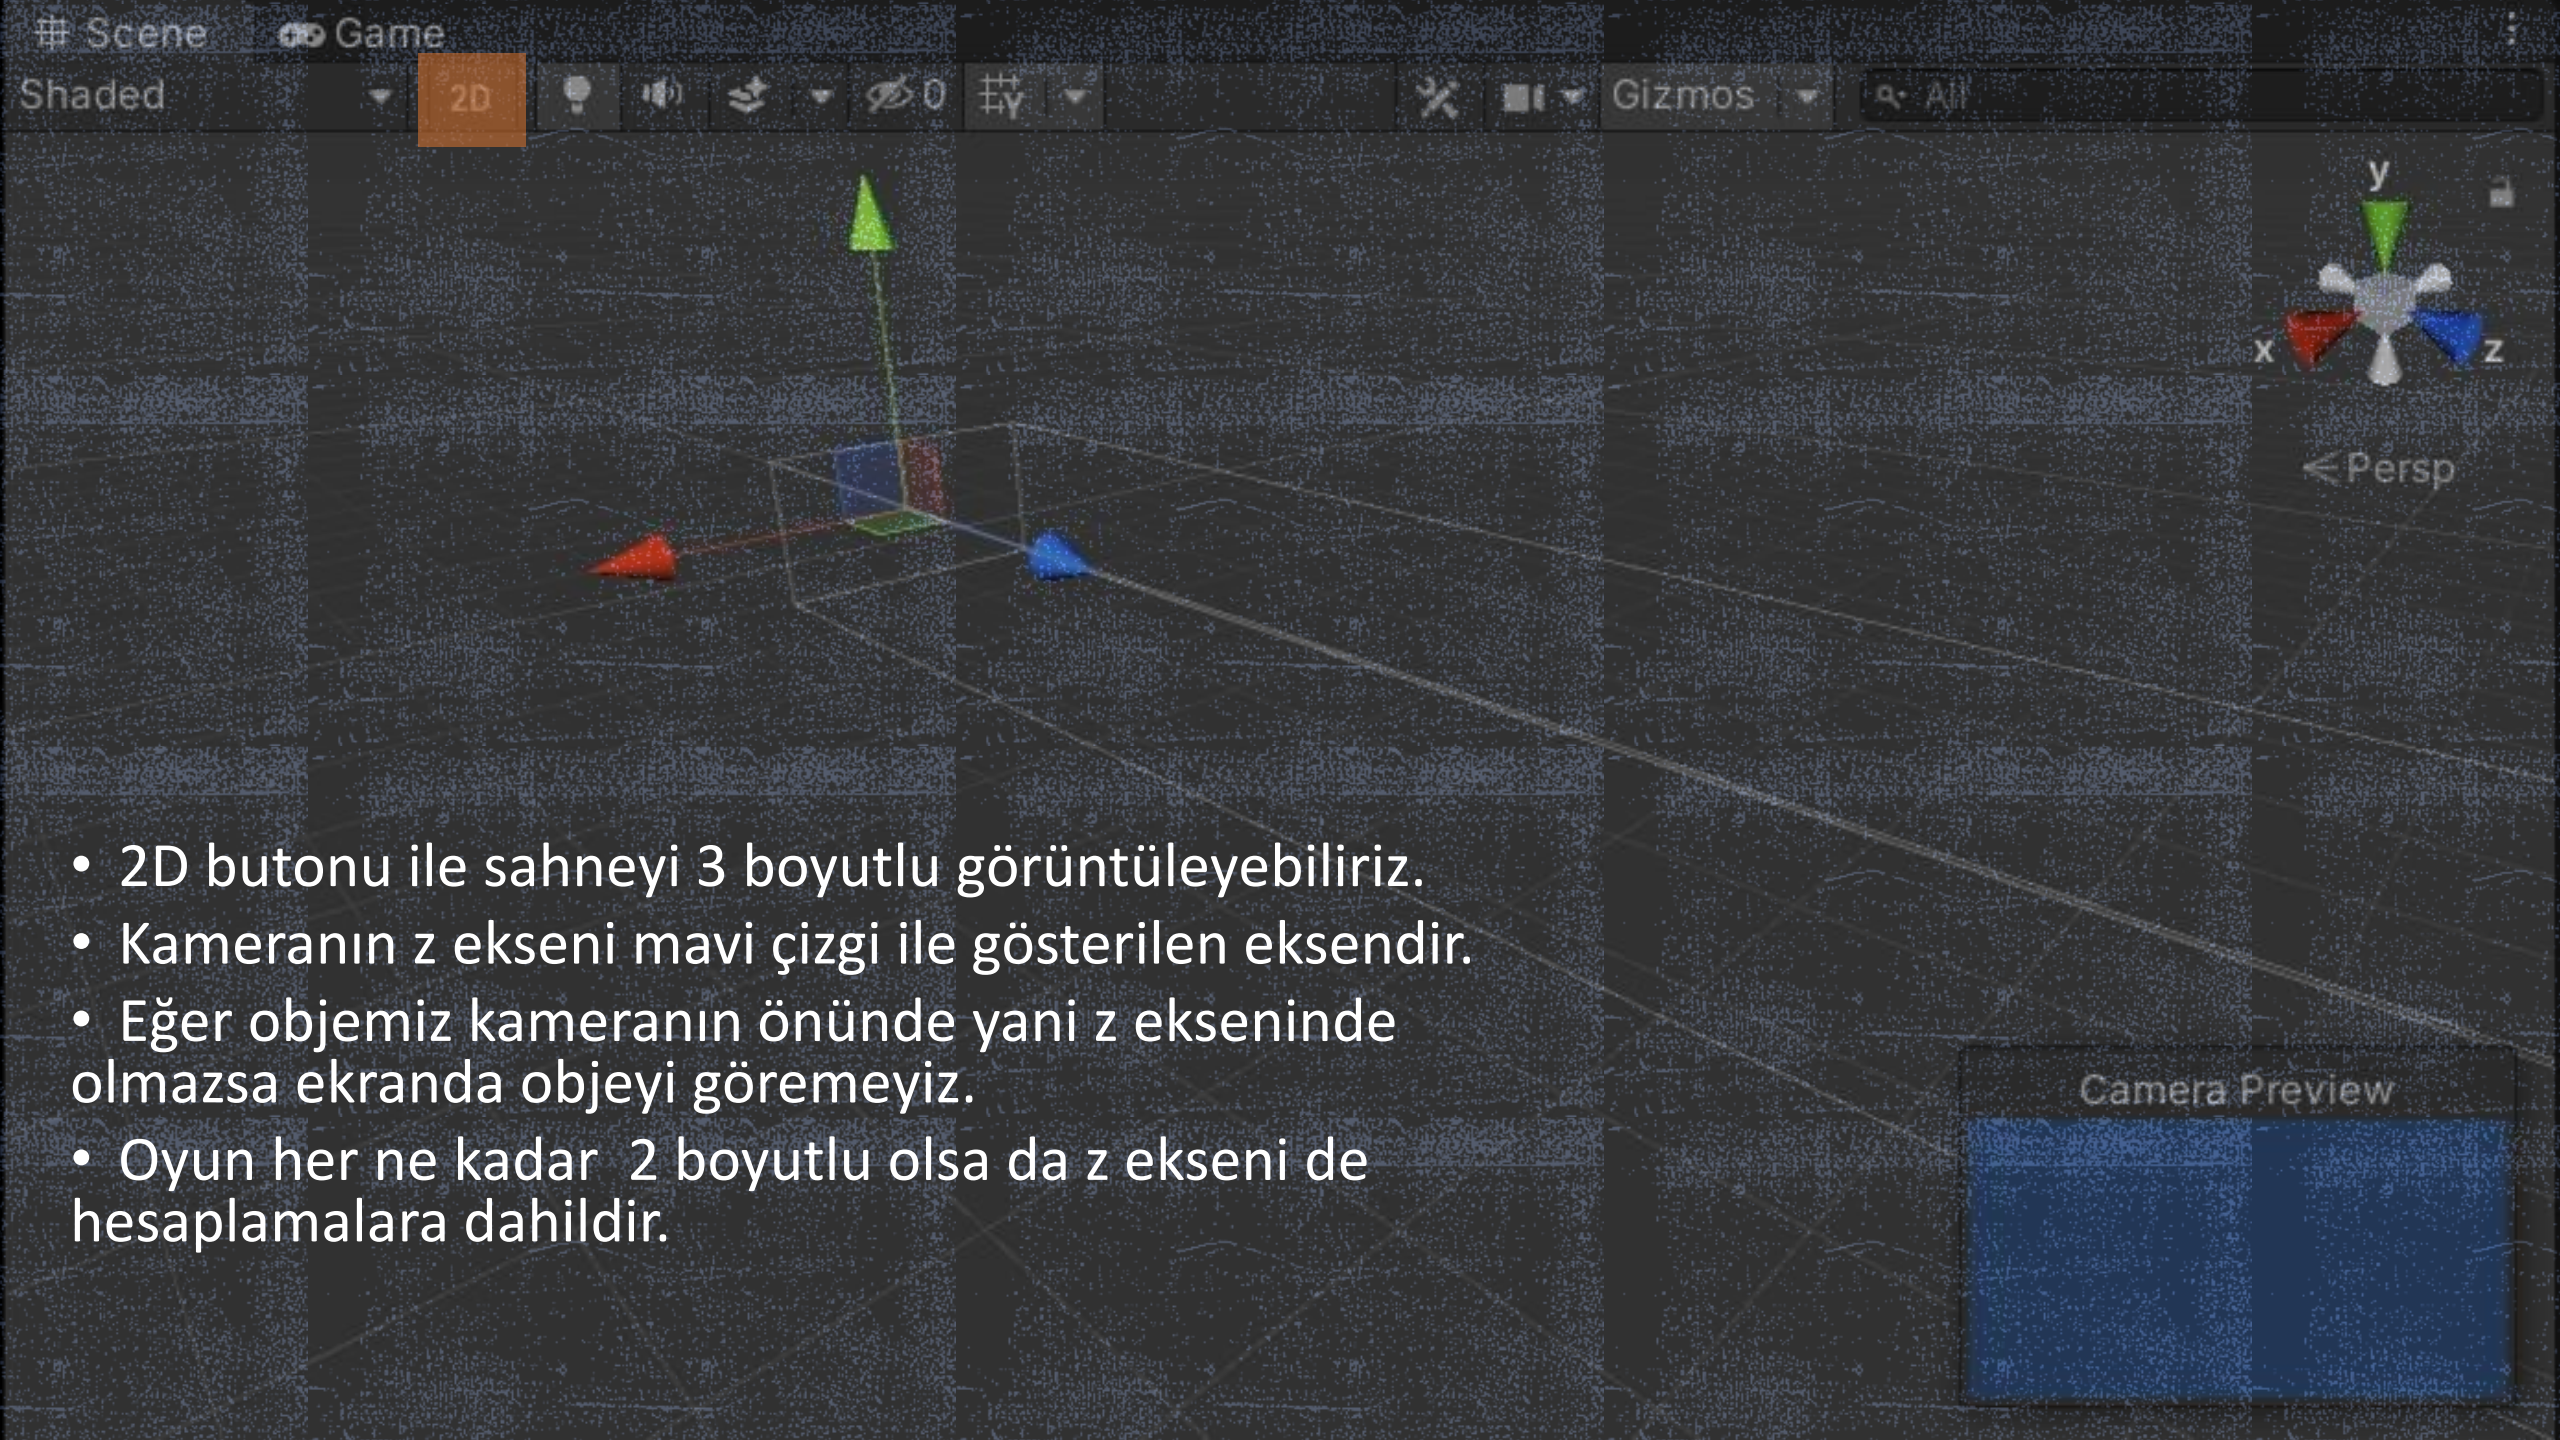 Scene Game
Shaded 2D 0 Gizmos All
y
x z
Persp
• 2D butonu ile sahneyi 3 boyutlu görüntüleyebiliriz.
• Kameranın z ekseni mavi çizgi ile gösterilen eksendir.
• Eğer objemiz kameranın önünde yani z ekseninde
olmazsa ekranda objeyi göremeyiz.
• Oyun her ne kadar  2 boyutlu olsa da z ekseni de
hesaplamalara dahildir.
Camera Preview